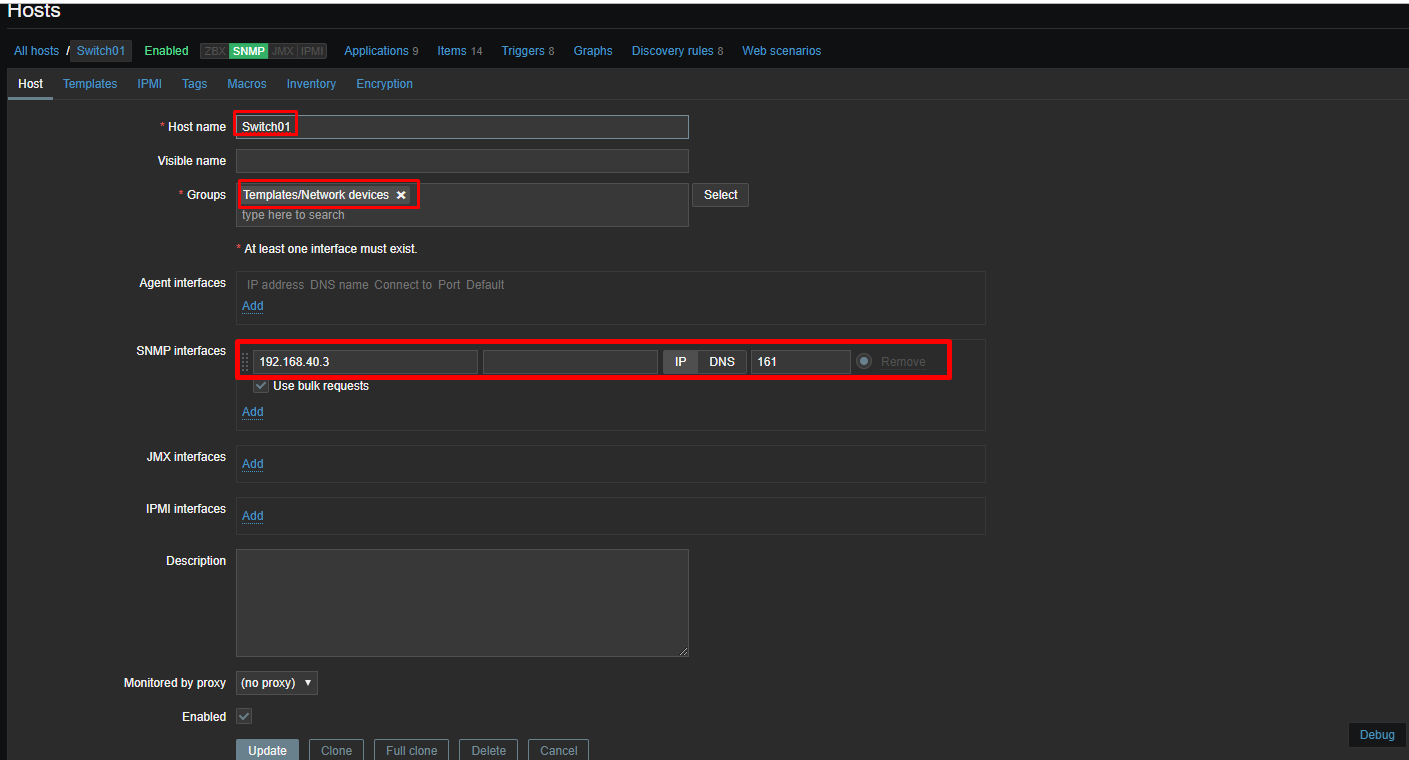 Hosts
All hosts / Switch01 Enabled ZBX SNMP JMX IPMI Applications 9 Items 14 Triggers 8 Graphs Discovery rules 8 Web scenarios
Host Templates IPMI Tags Macros Inventory Encryption
* Host name Switch01
Visible name
* Groups Templates/Network devices ✖ Select
type here to search
* At least one interface must exist.
Agent interfaces IP address DNS name Connect to Port Default
Add
SNMP interfaces 192.168.40.3 IP DNS 161 Remove
Use bulk requests
Add
JMX interfaces Add
IPMI interfaces Add
Description
Monitored by proxy (no proxy) ▼
Enabled
Update Clone Full clone Delete Cancel
Debug